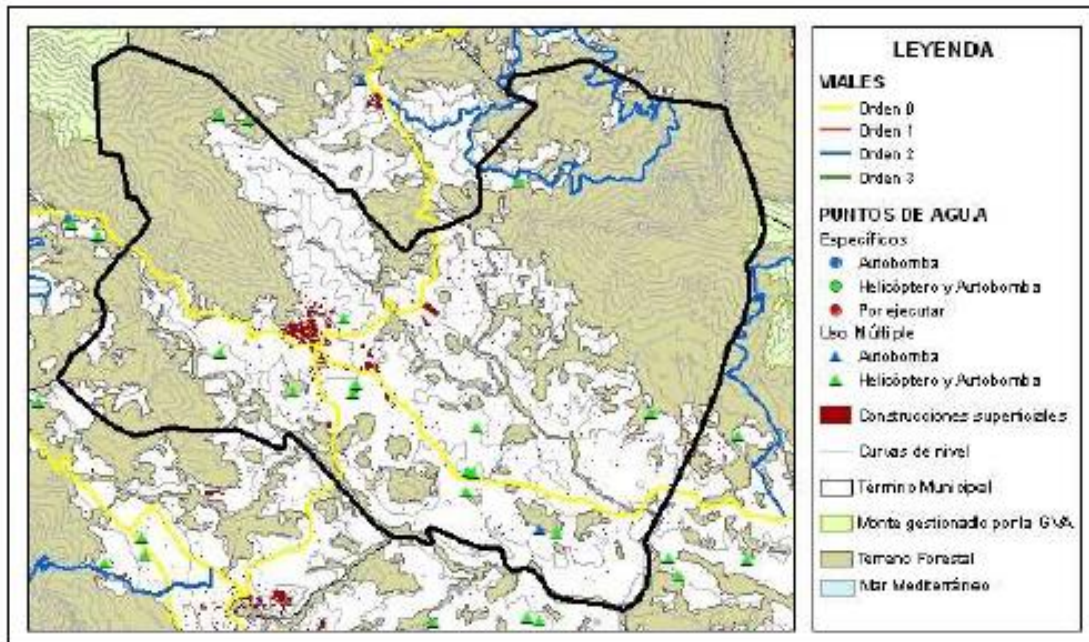 LEYENDA
VIALES
Orden 0
Orden 1
Orden 2
Orden 3
PUNTOS DE AGUA
Específicos
Autobomba
Helicóptero y Autobomba
Por ejecutar
Uso Múltiple
Autobomba
Helicóptero y Autobomba
Construcciones superficiales
Curvas de nivel
Término Municipal
Monte gestionado por la GVA
Terreno Forestal
Mar Mediterráneo